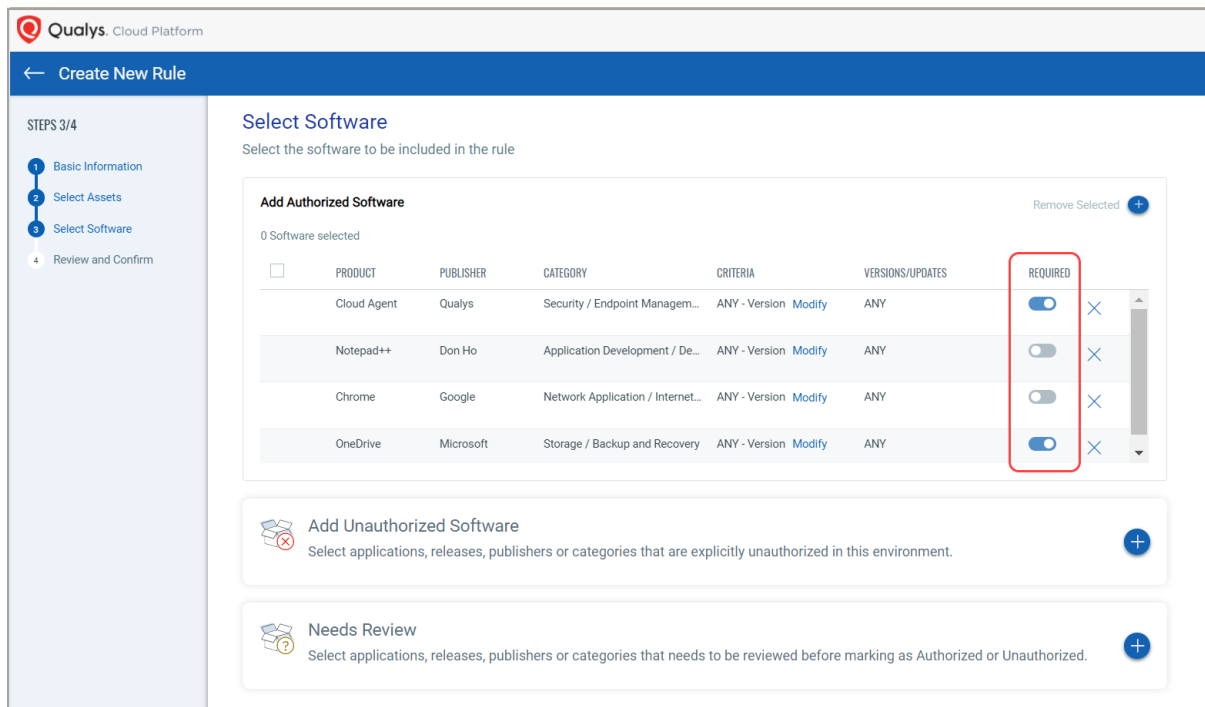 Qualys. Cloud Platform
← Create New Rule
STEPS 3/4
1 Basic Information
2 Select Assets
3 Select Software
4 Review and Confirm
Select Software
Select the software to be included in the rule
Add Authorized Software
Remove Selected +
0 Software selected
PRODUCT PUBLISHER CATEGORY CRITERIA VERSIONS/UPDATES REQUIRED
Cloud Agent Qualys Security / Endpoint Managem... ANY - Version Modify ANY
Notepad++ Don Ho Application Development / De... ANY - Version Modify ANY
Chrome Google Network Application / Internet... ANY - Version Modify ANY
OneDrive Microsoft Storage / Backup and Recovery ANY - Version Modify ANY
Add Unauthorized Software
Select applications, releases, publishers or categories that are explicitly unauthorized in this environment.
Needs Review
Select applications, releases, publishers or categories that needs to be reviewed before marking as Authorized or Unauthorized.